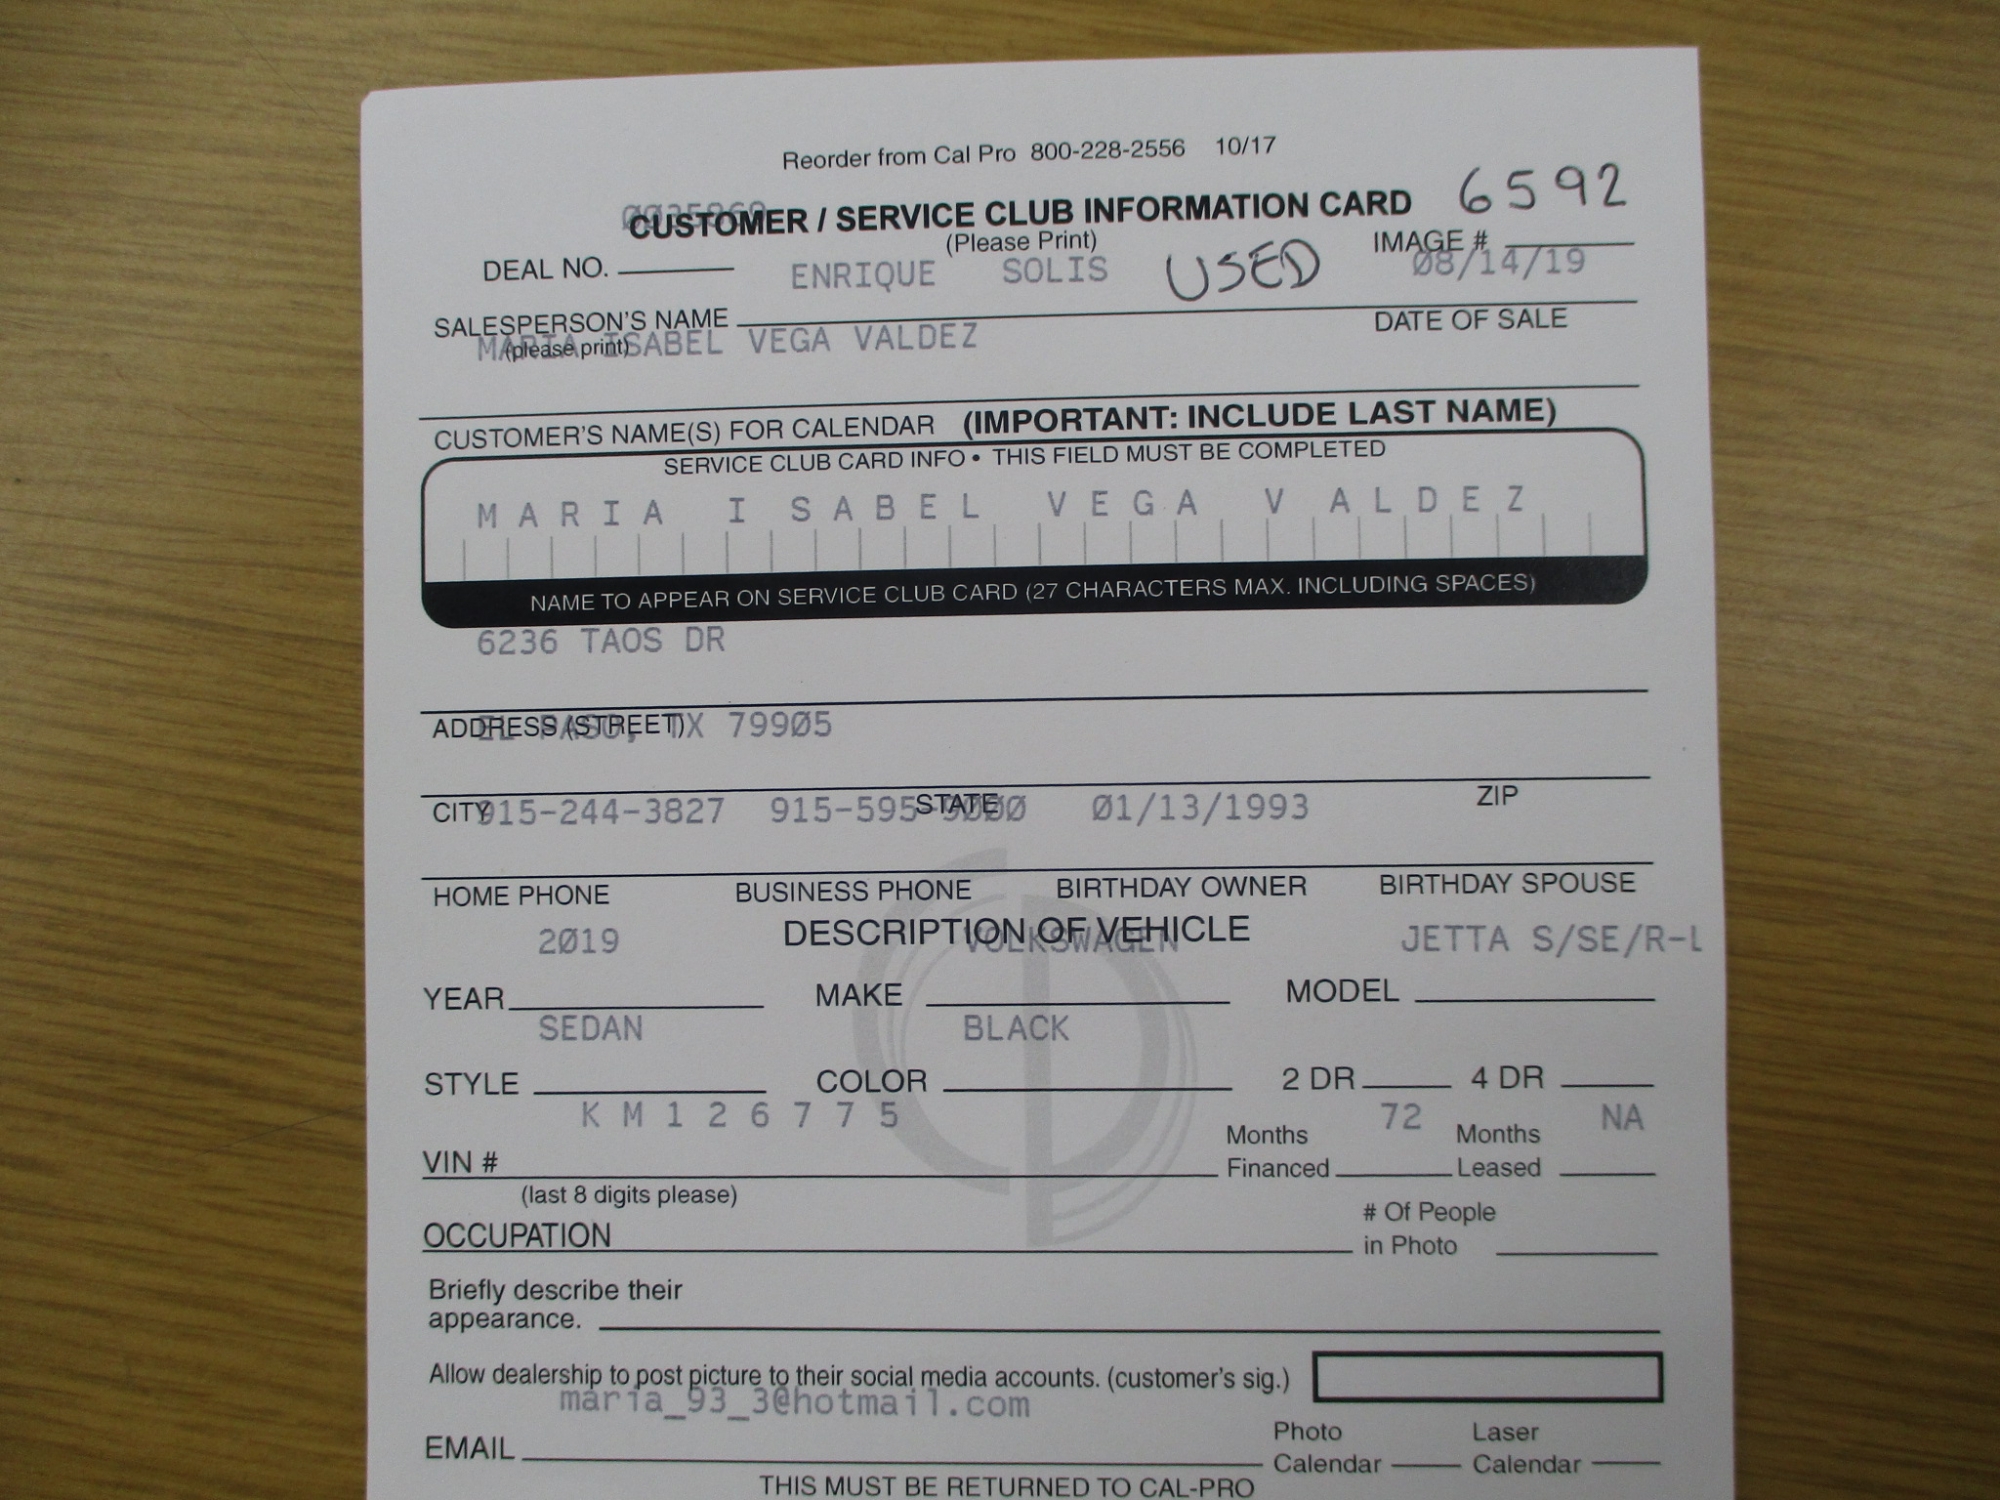 Reorder from Cal Pro 800-228-2556 10/17
CUSTOMER / SERVICE CLUB INFORMATION CARD 6592
(Please Print) IMAGE #
DEAL NO. ENRIQUE SOLIS USED 08/14/19
SALESPERSON'S NAME DATE OF SALE
(please print)
MARIA ISABEL VEGA VALDEZ
CUSTOMER'S NAME(S) FOR CALENDAR (IMPORTANT: INCLUDE LAST NAME)
SERVICE CLUB CARD INFO • THIS FIELD MUST BE COMPLETED
MARIA ISABEL VEGA VALDEZ
NAME TO APPEAR ON SERVICE CLUB CARD (27 CHARACTERS MAX. INCLUDING SPACES)
6236 TAOS DR
ADDRESS (STREET)
EL PASO, TX 79905
CITY STATE ZIP
915-244-3827 915-595-9000 01/13/1993
HOME PHONE BUSINESS PHONE BIRTHDAY OWNER BIRTHDAY SPOUSE
DESCRIPTION OF VEHICLE
2019 VOLKSWAGEN JETTA S/SE/R-L
YEAR MAKE MODEL
SEDAN BLACK
STYLE COLOR 2 DR 4 DR
KM126775 72 NA
VIN # Months Financed Months Leased
(last 8 digits please)
OCCUPATION # Of People in Photo
Briefly describe their
appearance.
Allow dealership to post picture to their social media accounts. (customer's sig.)
maria_93_3@hotmail.com
EMAIL Photo Calendar Laser Calendar
THIS MUST BE RETURNED TO CAL-PRO